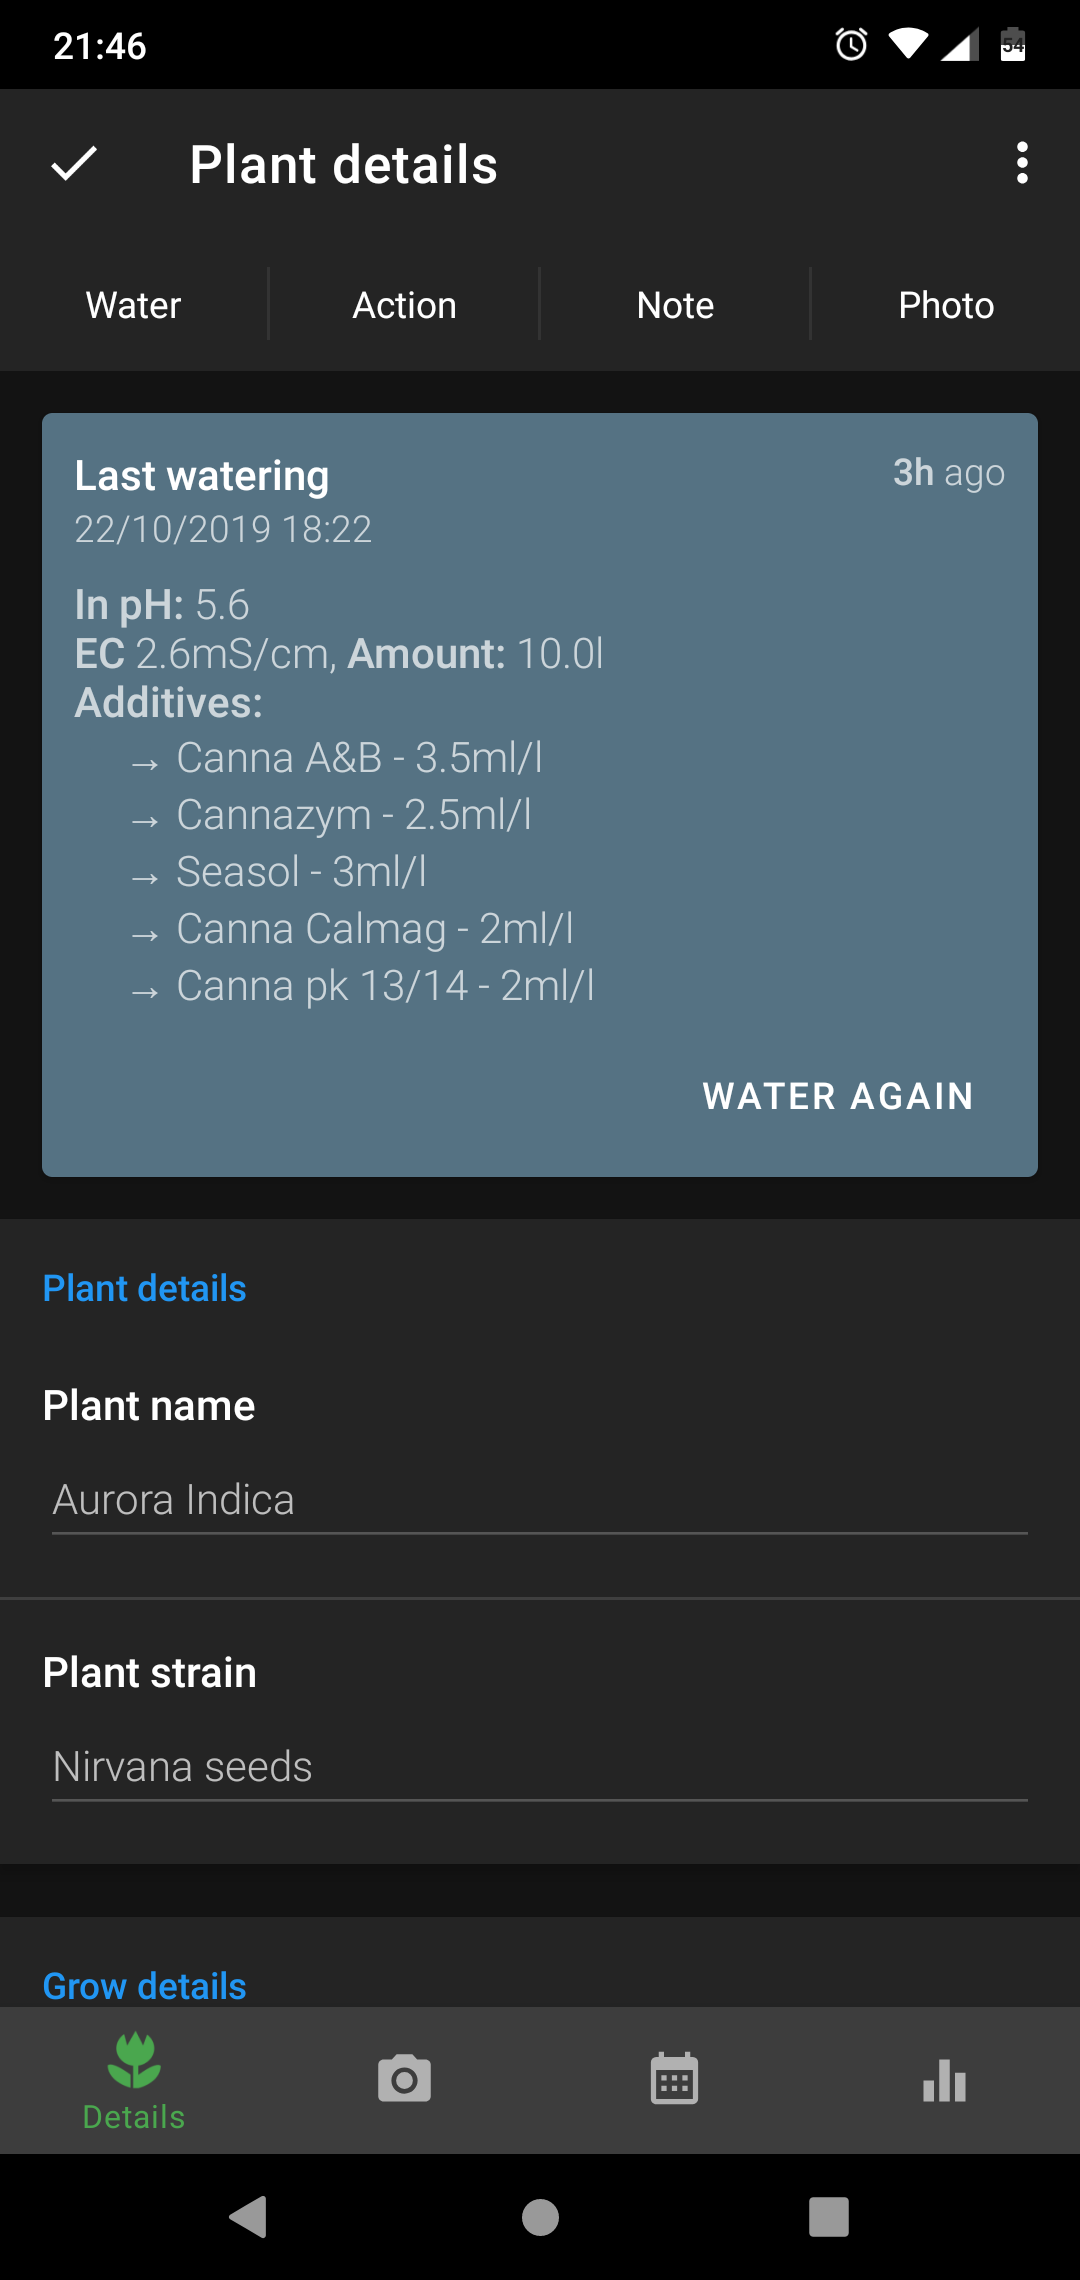 21:46
54
Plant details
Water
Action
Note
Photo
Last watering
3h ago
22/10/2019 18:22
In pH: 5.6
EC 2.6mS/cm, Amount: 10.0l
Additives:
→ Canna A&B - 3.5ml/l
→ Cannazym - 2.5ml/l
→ Seasol - 3ml/l
→ Canna Calmag - 2ml/l
→ Canna pk 13/14 - 2ml/l
WATER AGAIN
Plant details
Plant name
Aurora Indica
Plant strain
Nirvana seeds
Grow details
Details